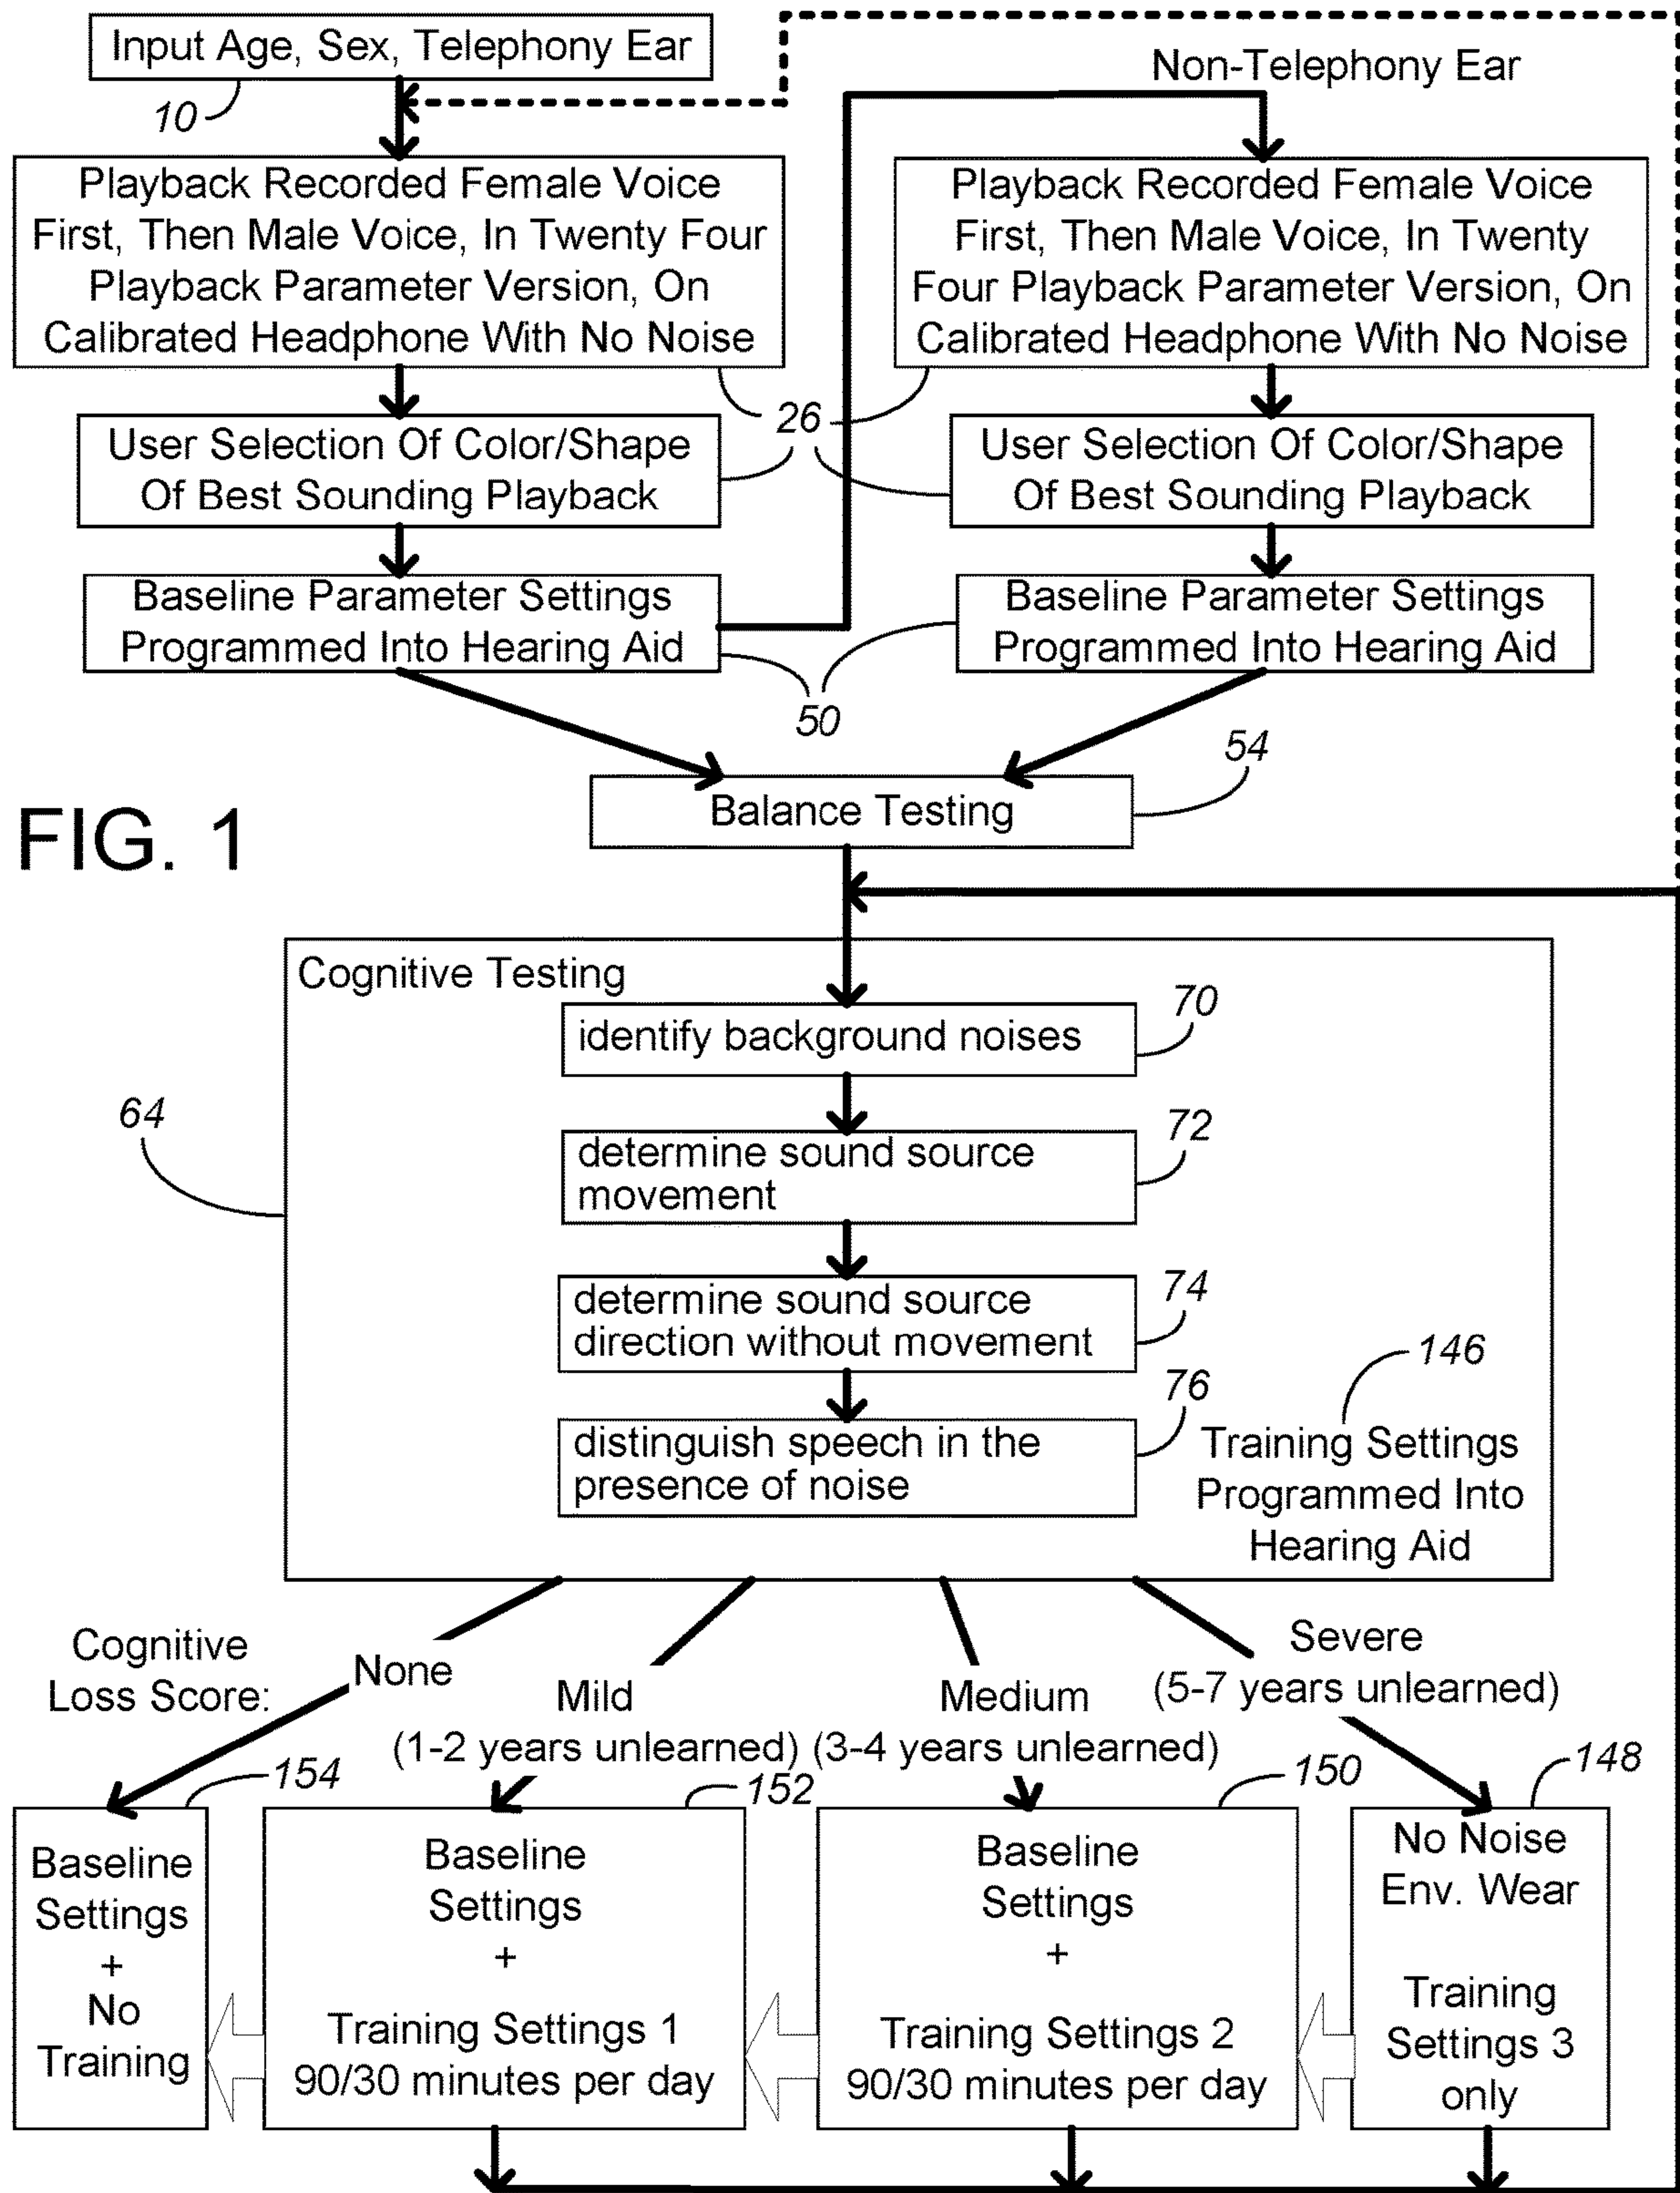 Input Age, Sex, Telephony Ear
10
Non-Telephony Ear
Playback Recorded Female Voice
First, Then Male Voice, In Twenty Four
Playback Parameter Version, On
Calibrated Headphone With No Noise
Playback Recorded Female Voice
First, Then Male Voice, In Twenty
Four Playback Parameter Version, On
Calibrated Headphone With No Noise
26
User Selection Of Color/Shape
Of Best Sounding Playback
User Selection Of Color/Shape
Of Best Sounding Playback
Baseline Parameter Settings
Programmed Into Hearing Aid
Baseline Parameter Settings
Programmed Into Hearing Aid
50
54
Balance Testing
FIG. 1
Cognitive Testing
64
identify background noises
70
determine sound source
movement
72
determine sound source
direction without movement
74
distinguish speech in the
presence of noise
76
146
Training Settings
Programmed Into
Hearing Aid
Cognitive
Loss Score:
None
Mild
(1-2 years unlearned)
Medium
(3-4 years unlearned)
Severe
(5-7 years unlearned)
154
Baseline
Settings
+
No
Training
152
Baseline
Settings
+
Training Settings 1
90/30 minutes per day
150
Baseline
Settings
+
Training Settings 2
90/30 minutes per day
148
No Noise
Env. Wear
Training
Settings 3
only